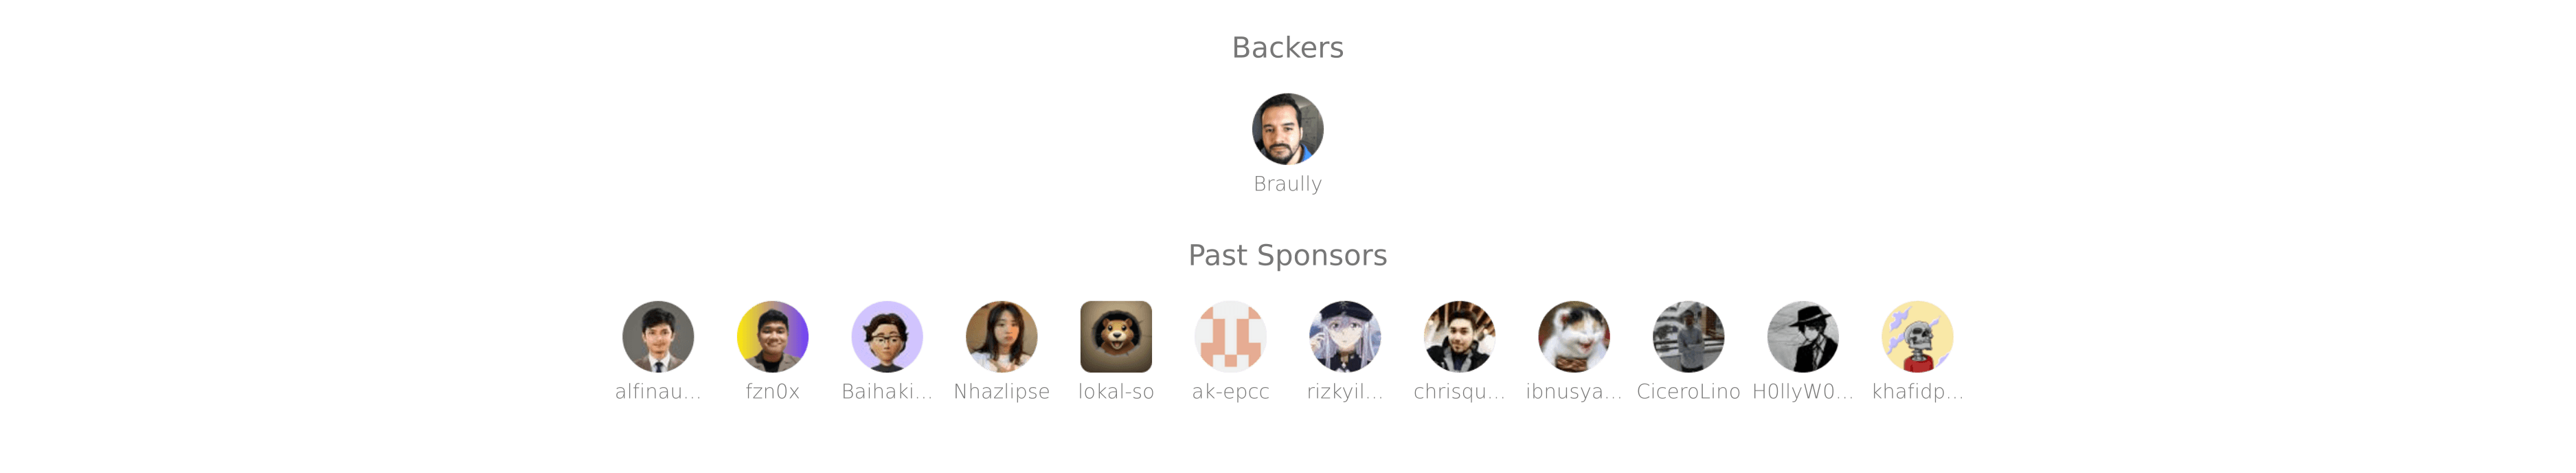 Backers
Braully
Past Sponsors
alfinau... fzn0x Baihaki... Nhazlipse lokal-so ak-epcc rizkyil... chrisqu... ibnusya... CiceroLino H0llyW0... khafidp...